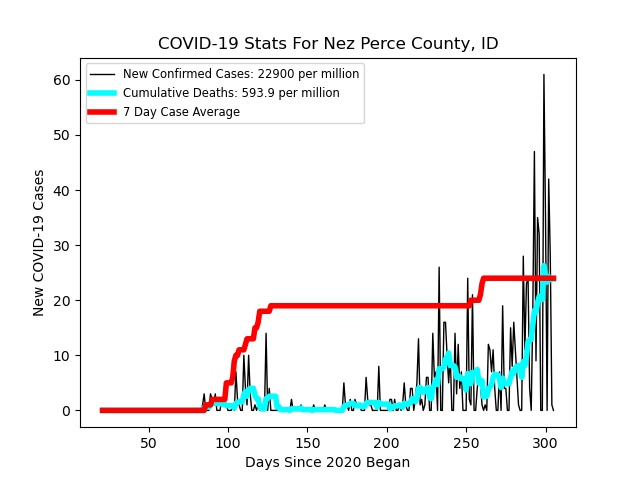 COVID-19 Stats For Nez Perce County, ID
New Confirmed Cases: 22900 per million
Cumulative Deaths: 593.9 per million
7 Day Case Average
60
50
40
30
20
10
0
New COVID-19 Cases
50 100 150 200 250 300
Days Since 2020 Began